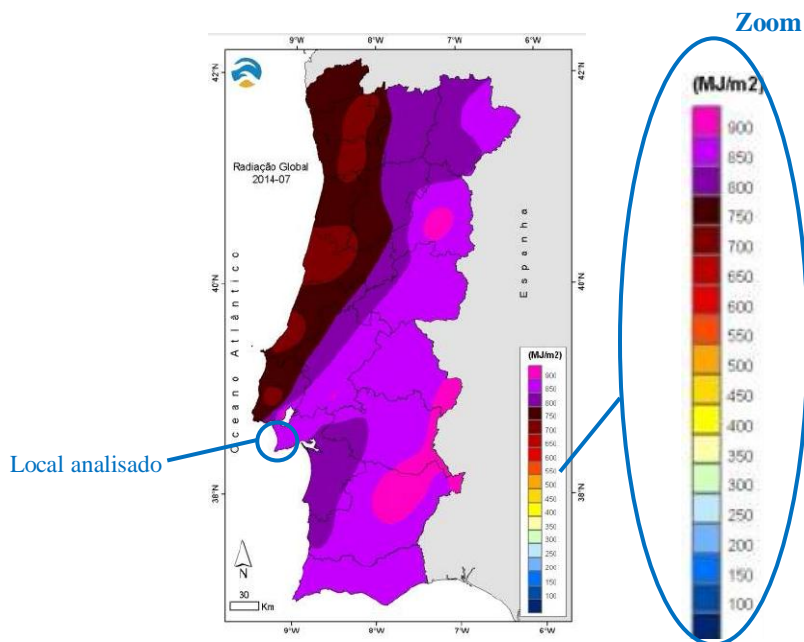 Zoom
9°W 8°W 7°W 6°W
42°N
42°N
(MJ/m2)
900
850
800
750
700
650
600
550
500
450
400
350
300
250
200
150
100
Radiação Global
2014-07
Oceano Atlântico
Espanha
40°N
40°N
(MJ/m2)
900
850
800
750
700
650
600
550
500
450
400
350
300
250
200
150
100
Local analisado
38°N
38°N
N
30
Km
9°W 8°W 7°W 6°W